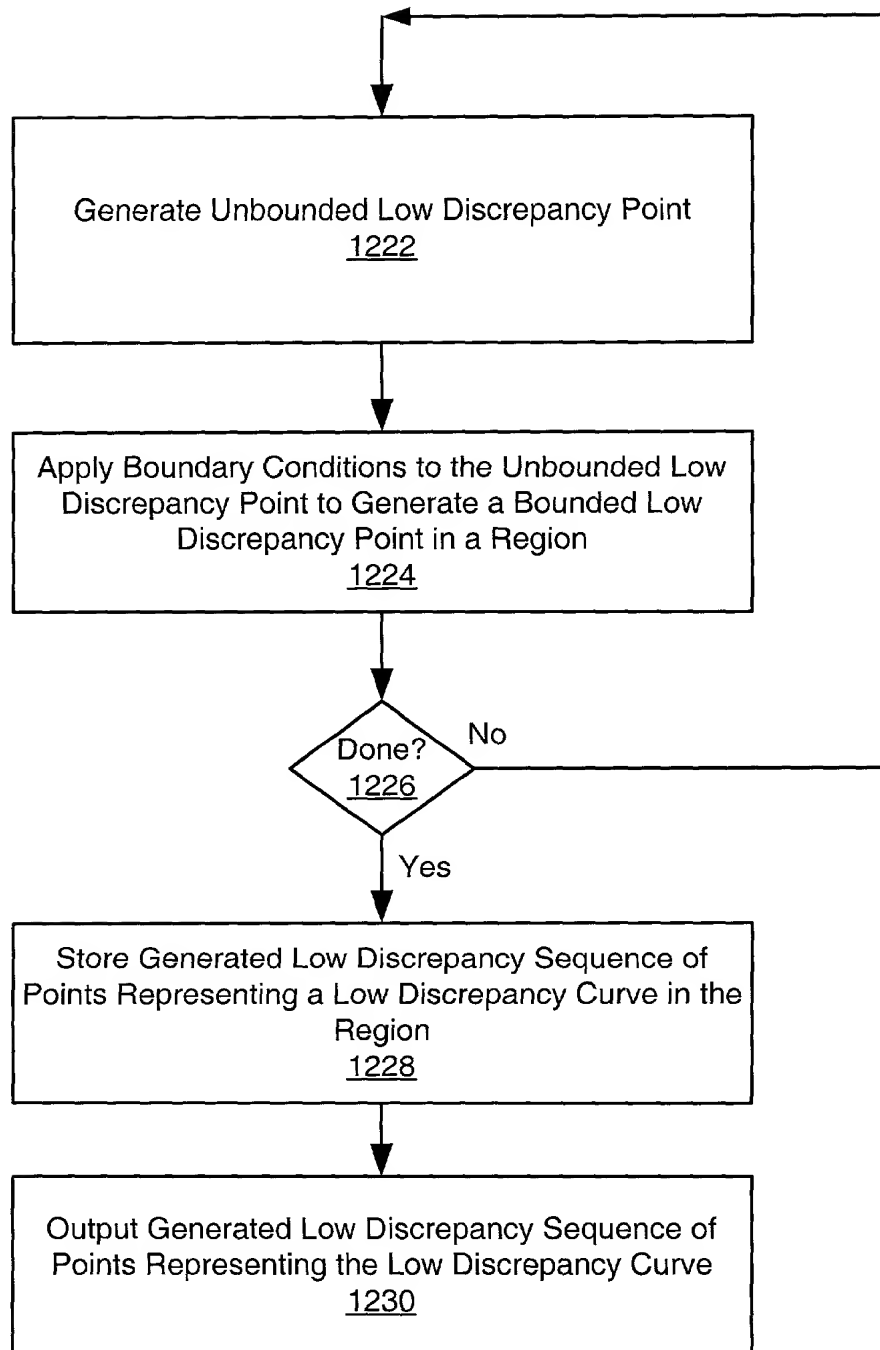 Generate Unbounded Low Discrepancy Point
1222
Apply Boundary Conditions to the Unbounded Low
Discrepancy Point to Generate a Bounded Low
Discrepancy Point in a Region
1224
Done?
1226
No
Yes
Store Generated Low Discrepancy Sequence of
Points Representing a Low Discrepancy Curve in the
Region
1228
Output Generated Low Discrepancy Sequence of
Points Representing the Low Discrepancy Curve
1230